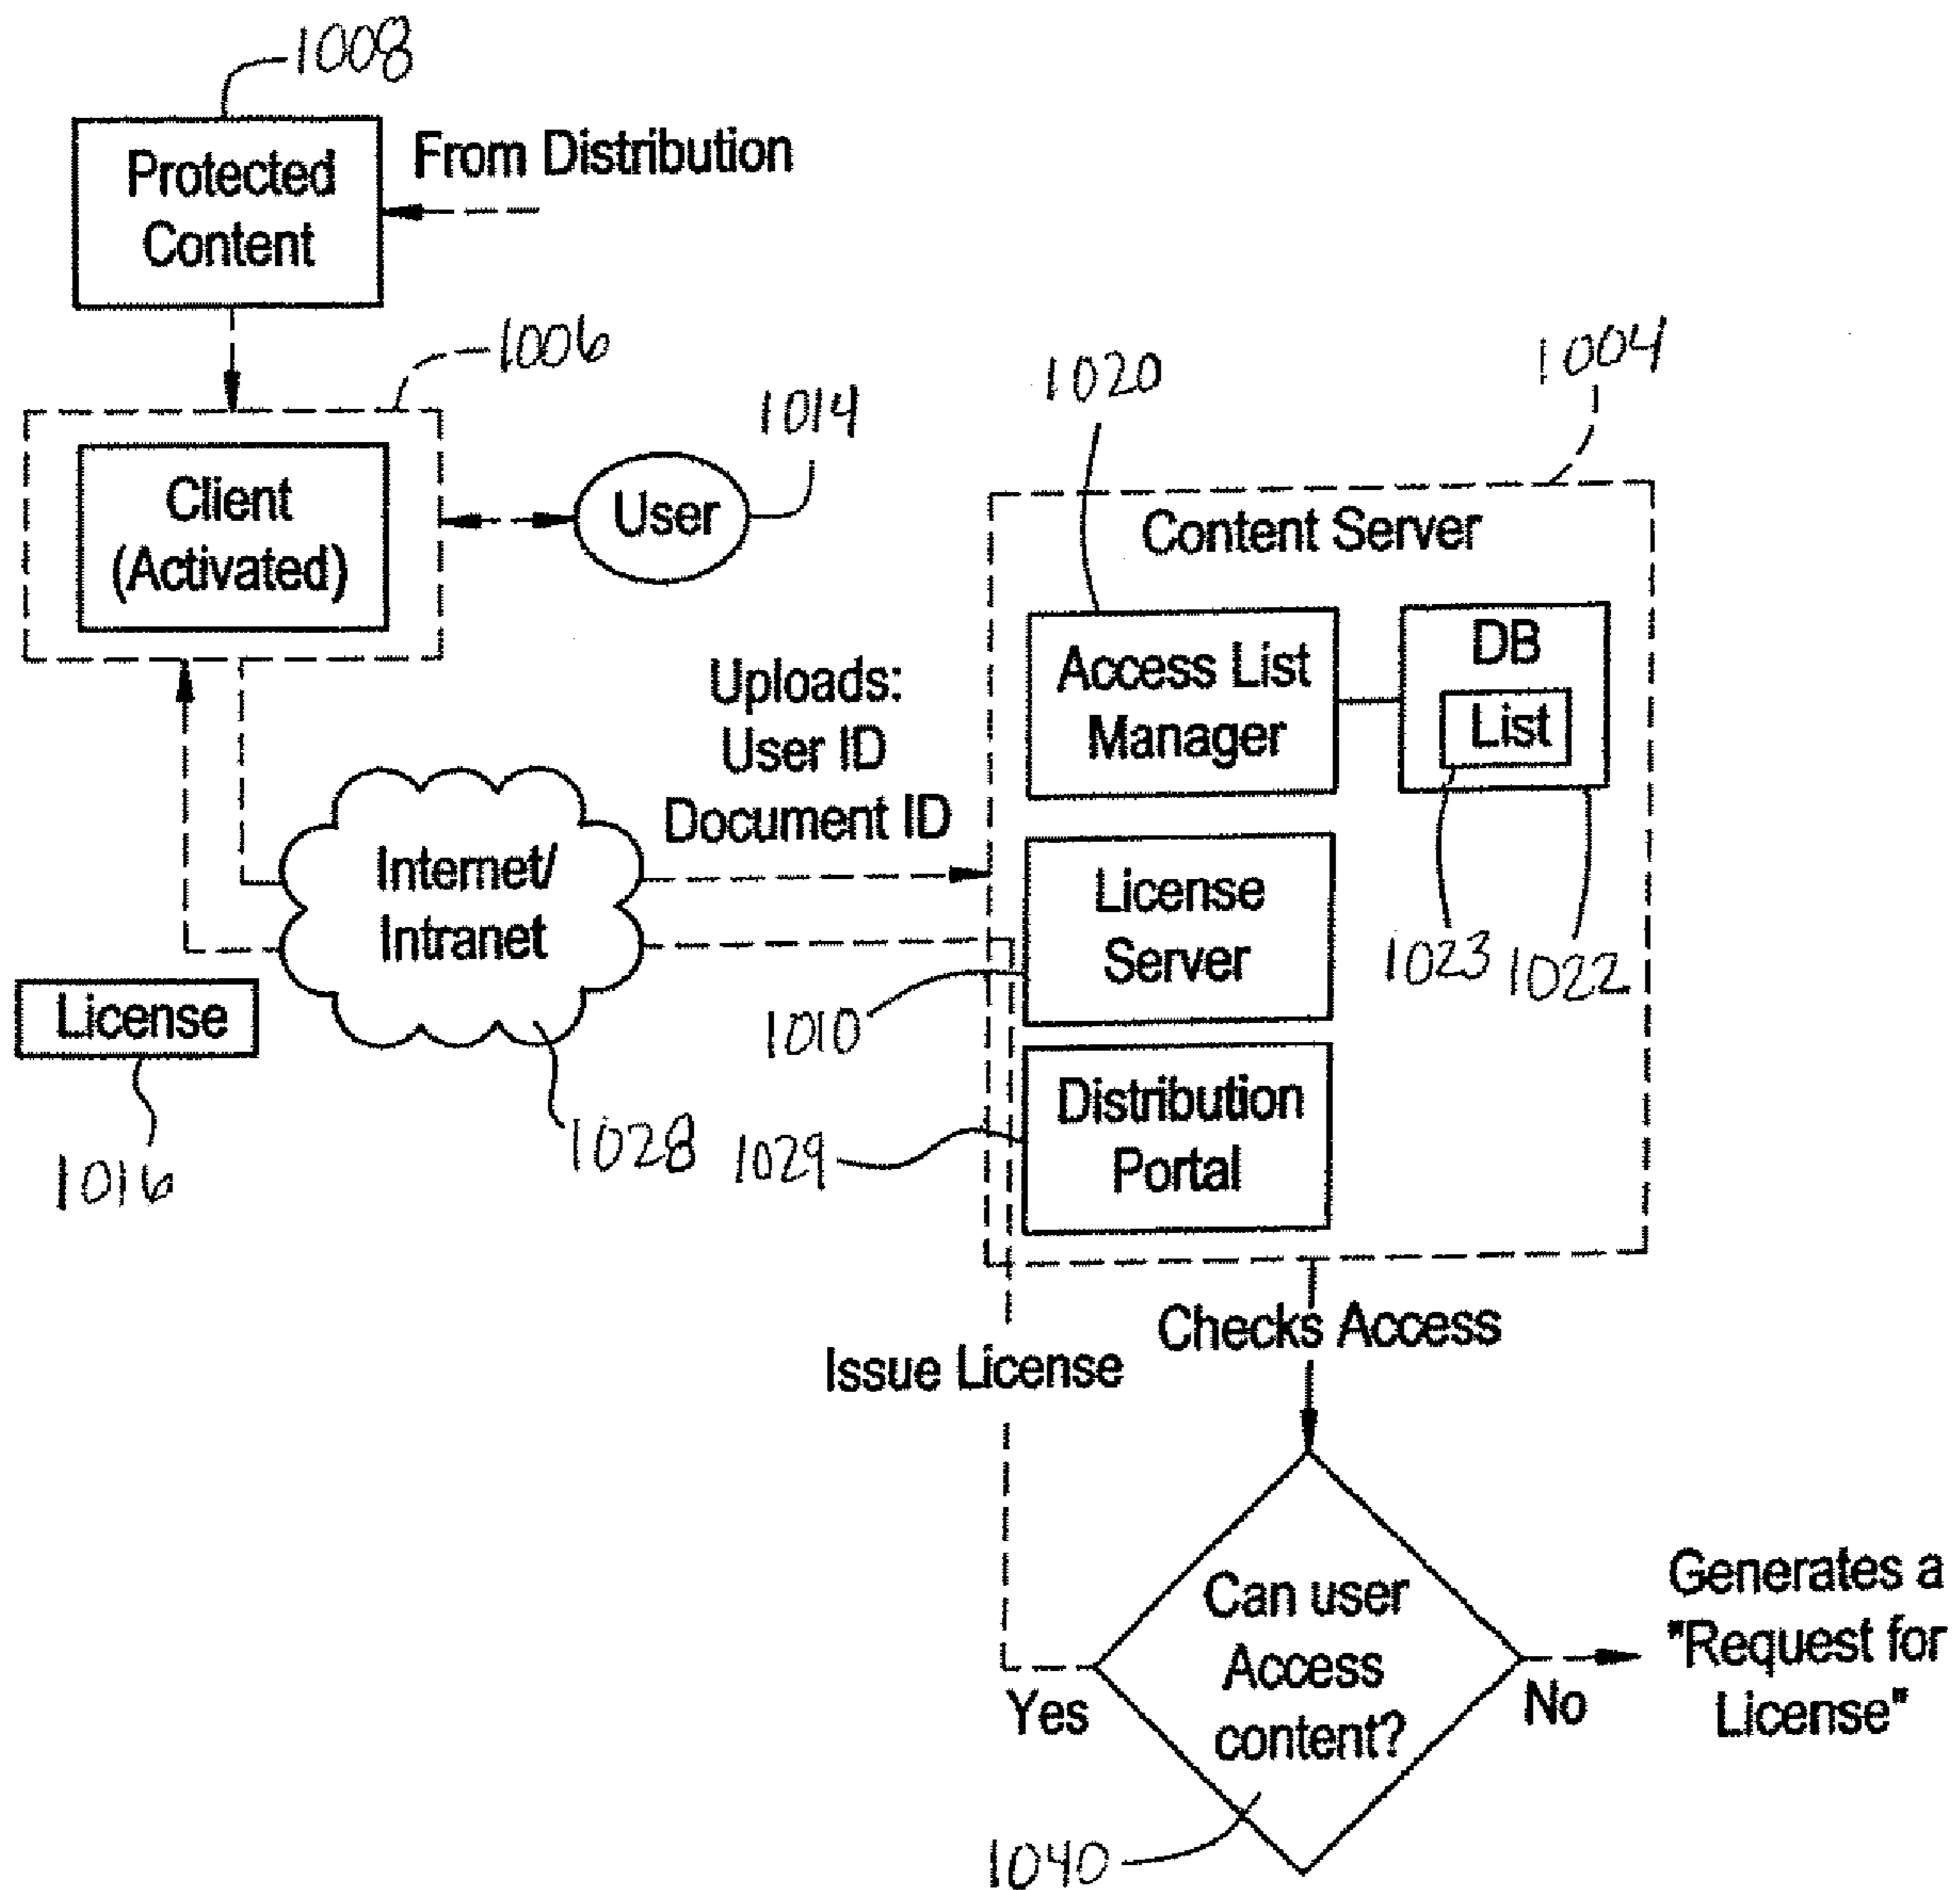 1008
Protected
Content
From Distribution
1006
Client
(Activated)
1014
User
1020
1004
Content Server
Access List
Manager
DB
List
Uploads:
User ID
Document ID
Internet/
Intranet
License
Server
1023
1022
1010
License
1016
1028
1029
Distribution
Portal
Checks Access
Issue License
Can user
Access
content?
Yes
No
Generates a
"Request for
License"
1040